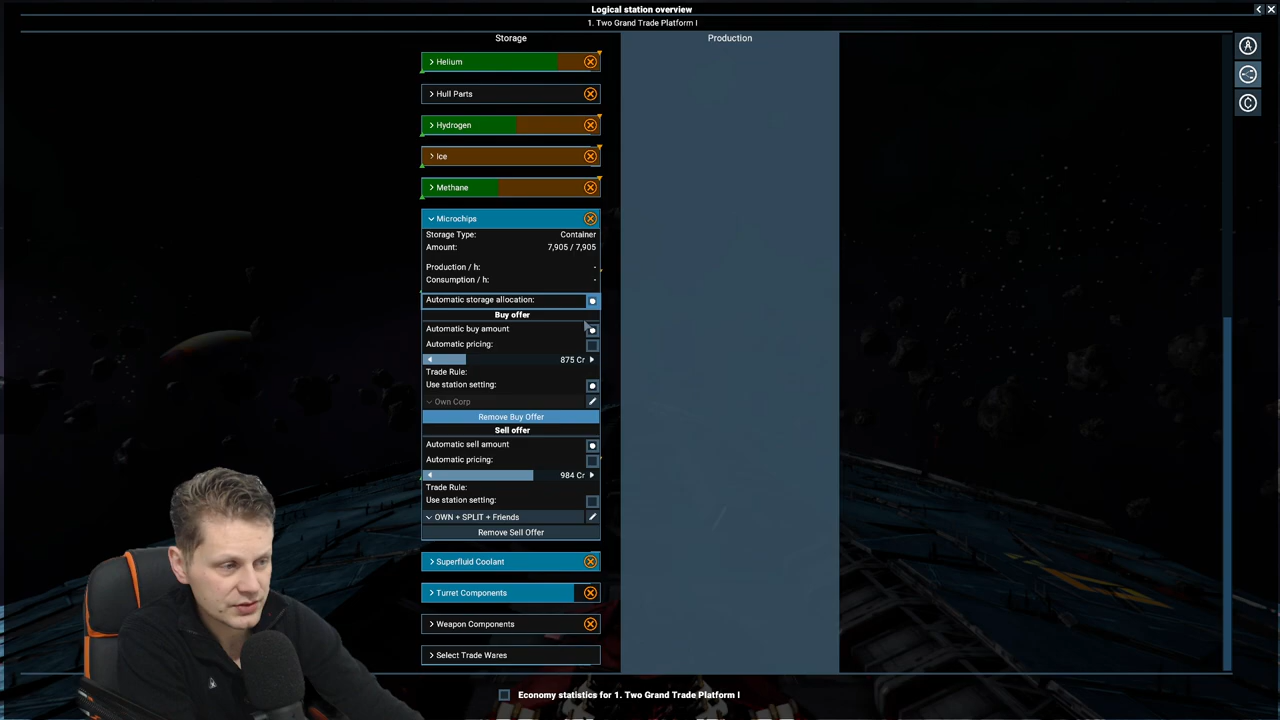 Logical station overview
1. Two Grand Trade Platform I
Storage
Production
Helium
Hull Parts
Hydrogen
Ice
Methane
Microchips
Storage Type: Container
Amount: 7,905 / 7,905
Production / h: -
Consumption / h: -
Automatic storage allocation:
Buy offer
Automatic buy amount
Automatic pricing:
875 Cr
Trade Rule:
Use station setting:
Own Corp
Remove Buy Offer
Sell offer
Automatic sell amount
Automatic pricing:
984 Cr
Trade Rule:
Use station setting:
OWN + SPLIT + Friends
Remove Sell Offer
Superfluid Coolant
Turret Components
Weapon Components
Select Trade Wares
Economy statistics for 1. Two Grand Trade Platform I